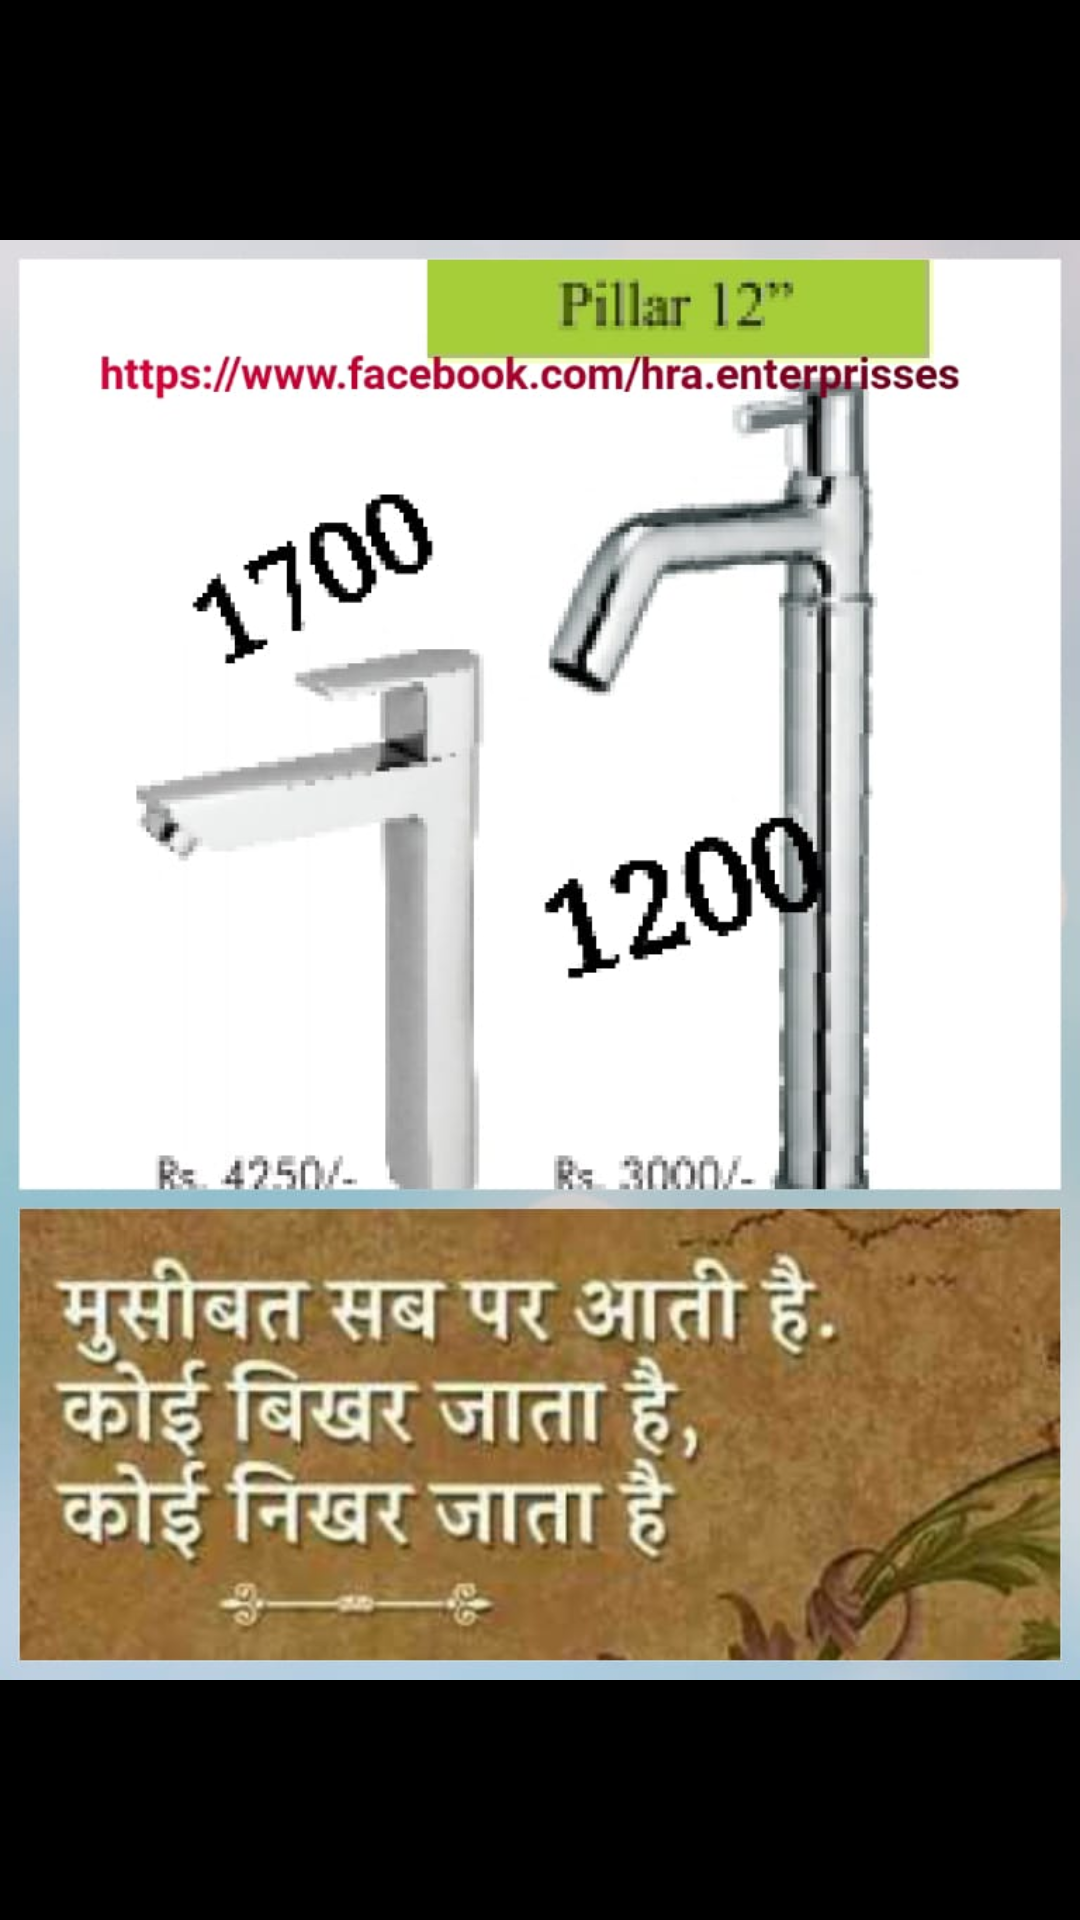 Pillar 12”
https://www.facebook.com/hra.enterprisses
1700
1200
Rs. 4250/-
Rs. 3000/-
मुसीबत सब पर आती है.
कोई बिखर जाता है,
कोई निखर जाता है